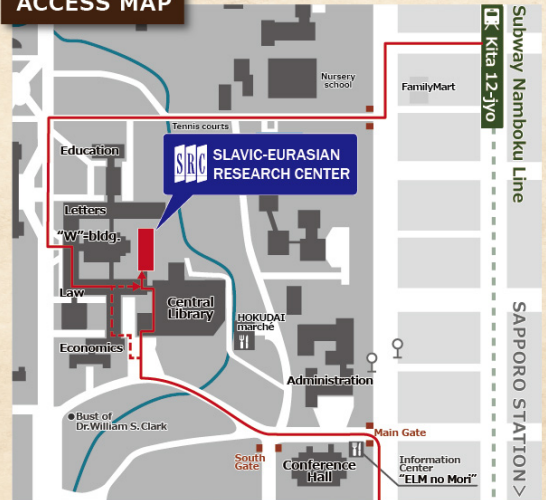 ACCESS MAP
Subway Namboku Line
Kita 12-jyo
Nursery
school
FamilyMart
Tennis courts
Education
SRC
SLAVIC-EURASIAN
RESEARCH CENTER
Letters
"W"-bldg.
Law
Central
Library
HOKUDAI
marché
SAPPORO STATION >
Economics
Administration
Bust of
Dr.William S. Clark
Main Gate
South
Gate
Conference
Hall
Information
Center
"ELM no Mori"